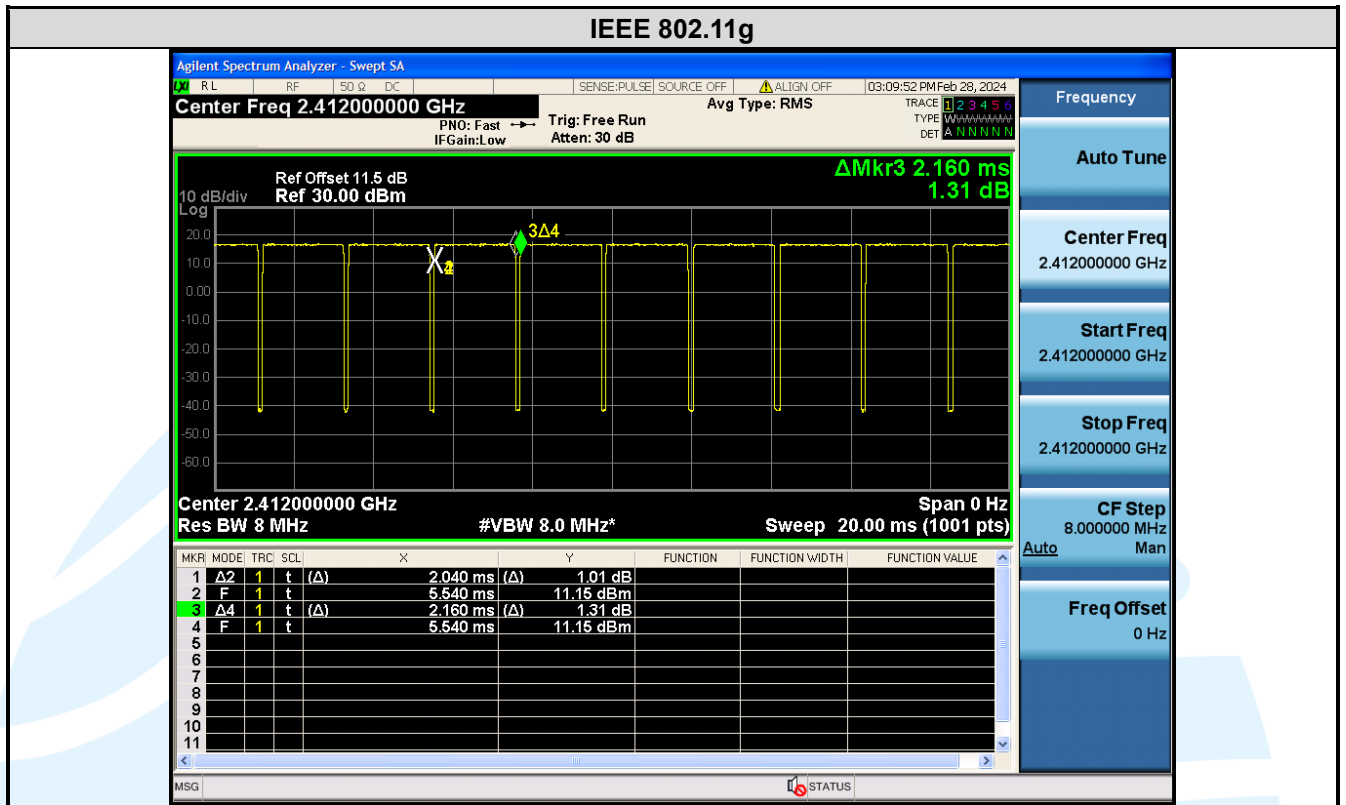 IEEE 802.11g
Agilent Spectrum Analyzer - Swept SA
LXI RL RF 50 Ω DC SENSE:PULSE SOURCE OFF ALIGN OFF 03:09:52 PM Feb 28, 2024
Center Freq 2.412000000 GHz
PNO: Fast
IFGain:Low
Trig: Free Run
Atten: 30 dB
Avg Type: RMS
TRACE 1 2 3 4 5 6
TYPE
DET A N N N N N
Ref Offset 11.5 dB
10 dB/div Ref 30.00 dBm
Log
ΔMkr3 2.160 ms
1.31 dB
20.0
10.0
0.00
-10.0
-20.0
-30.0
-40.0
-50.0
-60.0
3Δ4
X
Center 2.412000000 GHz Span 0 Hz
Res BW 8 MHz #VBW 8.0 MHz* Sweep 20.00 ms (1001 pts)
MKR MODE TRC SCL X Y FUNCTION FUNCTION WIDTH FUNCTION VALUE
1 Δ2 1 t (Δ) 2.040 ms (Δ) 1.01 dB
2 F 1 t 5.540 ms 11.15 dBm
3 Δ4 1 t (Δ) 2.160 ms (Δ) 1.31 dB
4 F 1 t 5.540 ms 11.15 dBm
5
6
7
8
9
10
11
MSG STATUS
Frequency
Auto Tune
Center Freq
2.412000000 GHz
Start Freq
2.412000000 GHz
Stop Freq
2.412000000 GHz
CF Step
8.000000 MHz
Auto Man
Freq Offset
0 Hz